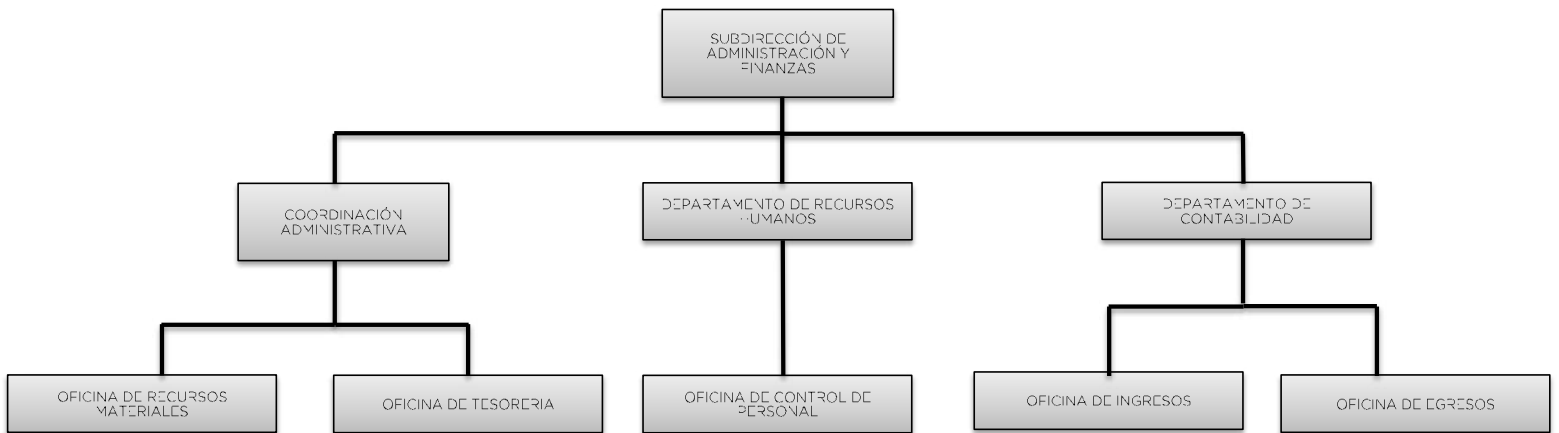 SUBDIRECCIÓN DE
ADMINISTRACIÓN Y
FINANZAS
COORDINACIÓN
ADMINISTRATIVA
DEPARTAMENTO DE RECURSOS
HUMANOS
DEPARTAMENTO DE
CONTABILIDAD
OFICINA DE RECURSOS
MATERIALES
OFICINA DE TESORERIA
OFICINA DE CONTROL DE
PERSONAL
OFICINA DE INGRESOS
OFICINA DE EGRESOS